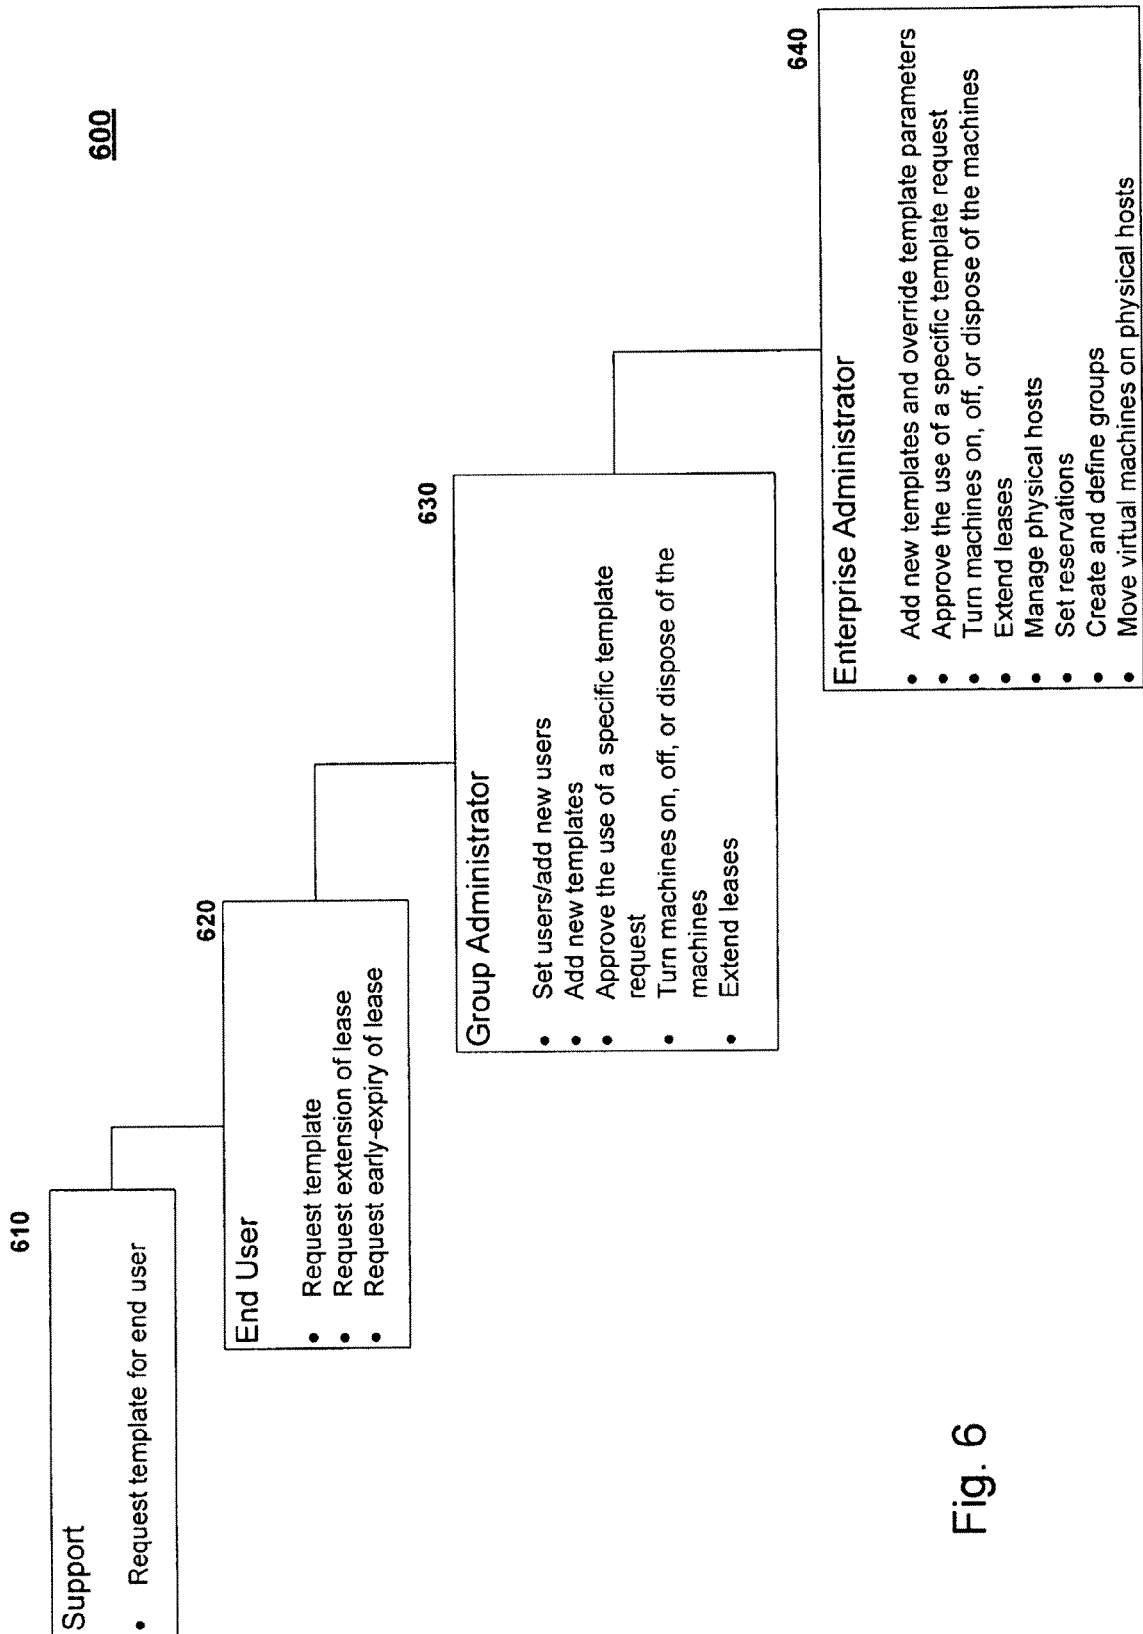 600
610
Support
• Request template for end user
620
End User
• Request template
• Request extension of lease
• Request early-expiry of lease
630
Group Administrator
• Set users/add new users
• Add new templates
• Approve the use of a specific template
request
• Turn machines on, off, or dispose of the
machines
• Extend leases
640
Enterprise Administrator
• Add new templates and override template parameters
• Approve the use of a specific template request
• Turn machines on, off, or dispose of the machines
• Extend leases
• Manage physical hosts
• Set reservations
• Create and define groups
• Move virtual machines on physical hosts
Fig. 6